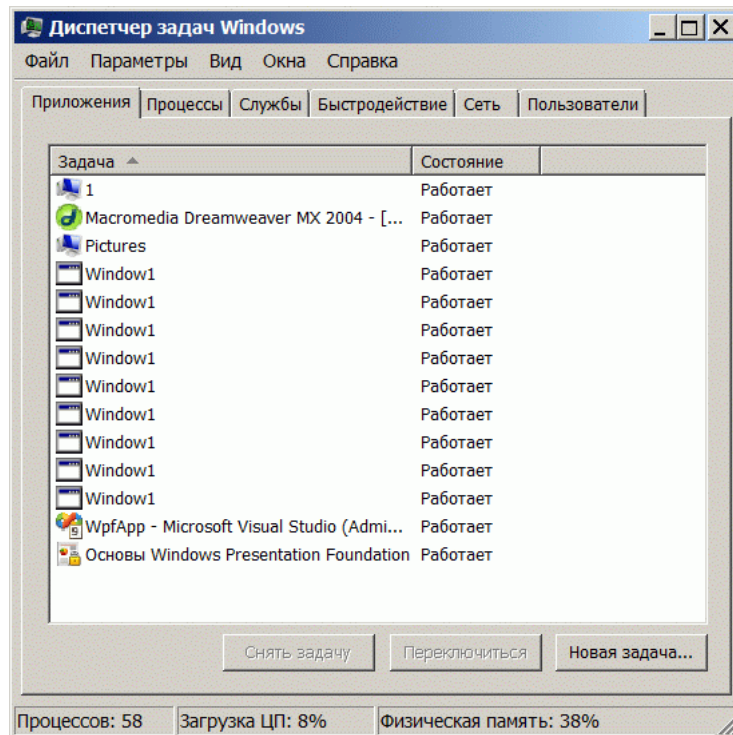 Диспетчер задач Windows
Файл Параметры Вид Окна Справка
Приложения Процессы Службы Быстродействие Сеть Пользователи
Задача Состояние
1 Работает
Macromedia Dreamweaver MX 2004 - [... Работает
Pictures Работает
Window1 Работает
Window1 Работает
Window1 Работает
Window1 Работает
Window1 Работает
Window1 Работает
Window1 Работает
Window1 Работает
Window1 Работает
WpfApp - Microsoft Visual Studio (Admi... Работает
Основы Windows Presentation Foundation Работает
Снять задачу Переключиться Новая задача...
Процессов: 58 Загрузка ЦП: 8% Физическая память: 38%